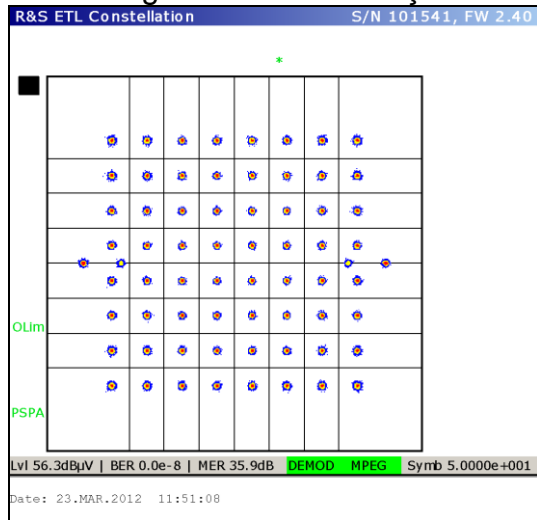 R&S ETL Constellation S/N 101541, FW 2.40
*
OLim
PSPA
Lvl 56.3dBµV | BER 0.0e-8 | MER 35.9dB DEMOD MPEG Symb 5.0000e+001
Date: 23.MAR.2012 11:51:08